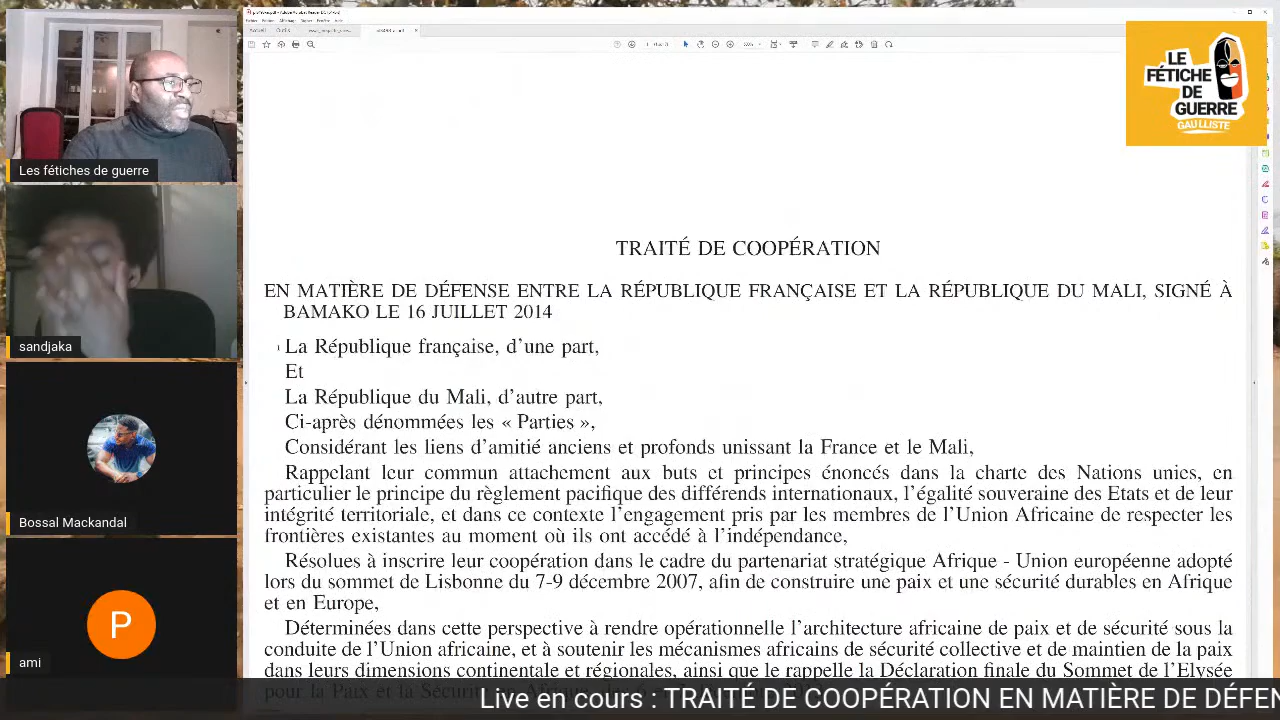 Les fétiches de guerre
sandjaka
Bossal Mackandal
P
ami
LE
FÉTICHE
DE
GUERRE
GAULLISTE
TRAITÉ DE COOPÉRATION
EN MATIÈRE DE DÉFENSE ENTRE LA RÉPUBLIQUE FRANÇAISE ET LA RÉPUBLIQUE DU MALI, SIGNÉ À
BAMAKO LE 16 JUILLET 2014
La République française, d’une part,
Et
La République du Mali, d’autre part,
Ci-après dénommées les « Parties »,
Considérant les liens d’amitié anciens et profonds unissant la France et le Mali,
Rappelant leur commun attachement aux buts et principes énoncés dans la charte des Nations unies, en
particulier le principe du règlement pacifique des différends internationaux, l’égalité souveraine des Etats et de leur
intégrité territoriale, et dans ce contexte l’engagement pris par les membres de l’Union Africaine de respecter les
frontières existantes au moment où ils ont accédé à l’indépendance,
Résolues à inscrire leur coopération dans le cadre du partenariat stratégique Afrique - Union européenne adopté
lors du sommet de Lisbonne du 7-9 décembre 2007, afin de construire une paix et une sécurité durables en Afrique
et en Europe,
Déterminées dans cette perspective à rendre opérationnelle l’architecture africaine de paix et de sécurité sous la
conduite de l’Union africaine, et à soutenir les mécanismes africains de sécurité collective et de maintien de la paix
dans leurs dimensions continentale et régionales, ainsi que le rappelle la Déclaration finale du Sommet de l’Elysée
pour la Paix et la Sécurité en Afrique
Live en cours : TRAITÉ DE COOPÉRATION EN MATIÈRE DE DÉFEN